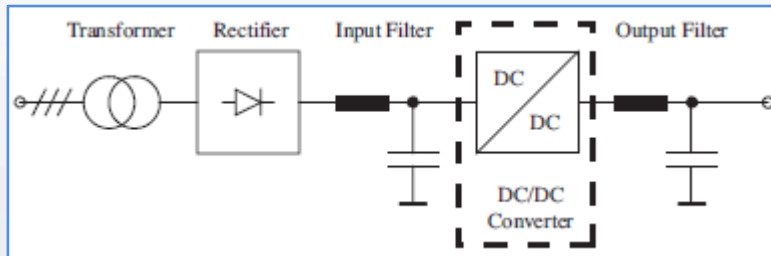 Transformer
Rectifier
Input Filter
Output Filter
DC
DC
DC/DC
Converter